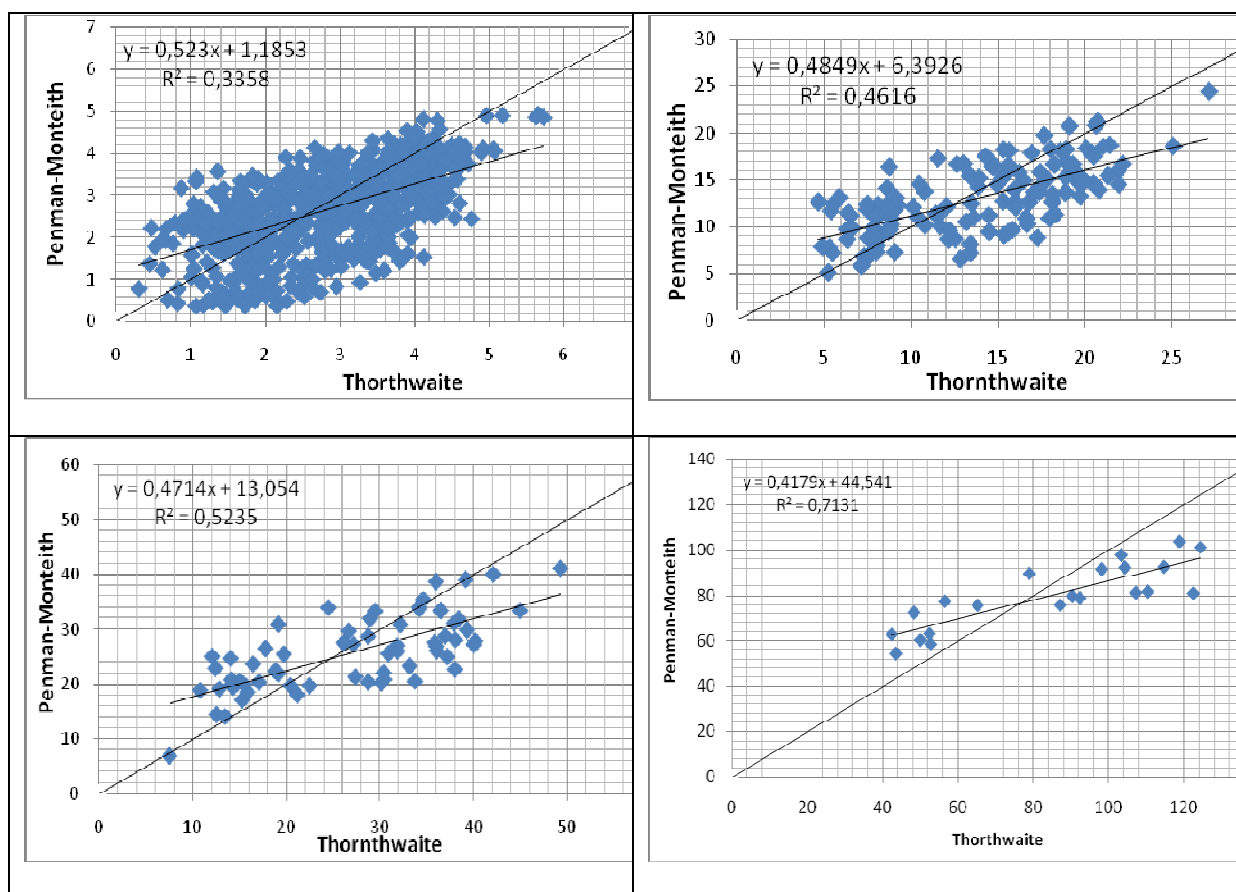 y = 0,523x + 1,1853
R² = 0,3358
7
6
5
4
3
2
1
0
Penman-Monteith
0 1 2 3 4 5 6
Thorthwaite
y = 0,4849x + 5,3926
R² = 0,4616
30
25
20
15
10
5
0
Penman-Monteith
0 5 10 15 20 25
Thornthwaite
y = 0,4714x + 13,054
R² = 0,5235
60
50
40
30
20
10
0
Penman-Monteith
0 10 20 30 40 50
Thornthwaite
y = 0,4179x + 44,541
R² = 0,7131
140
120
100
80
60
40
20
0
Penman-Monteith
0 20 40 60 80 100 120
Thorthwaite